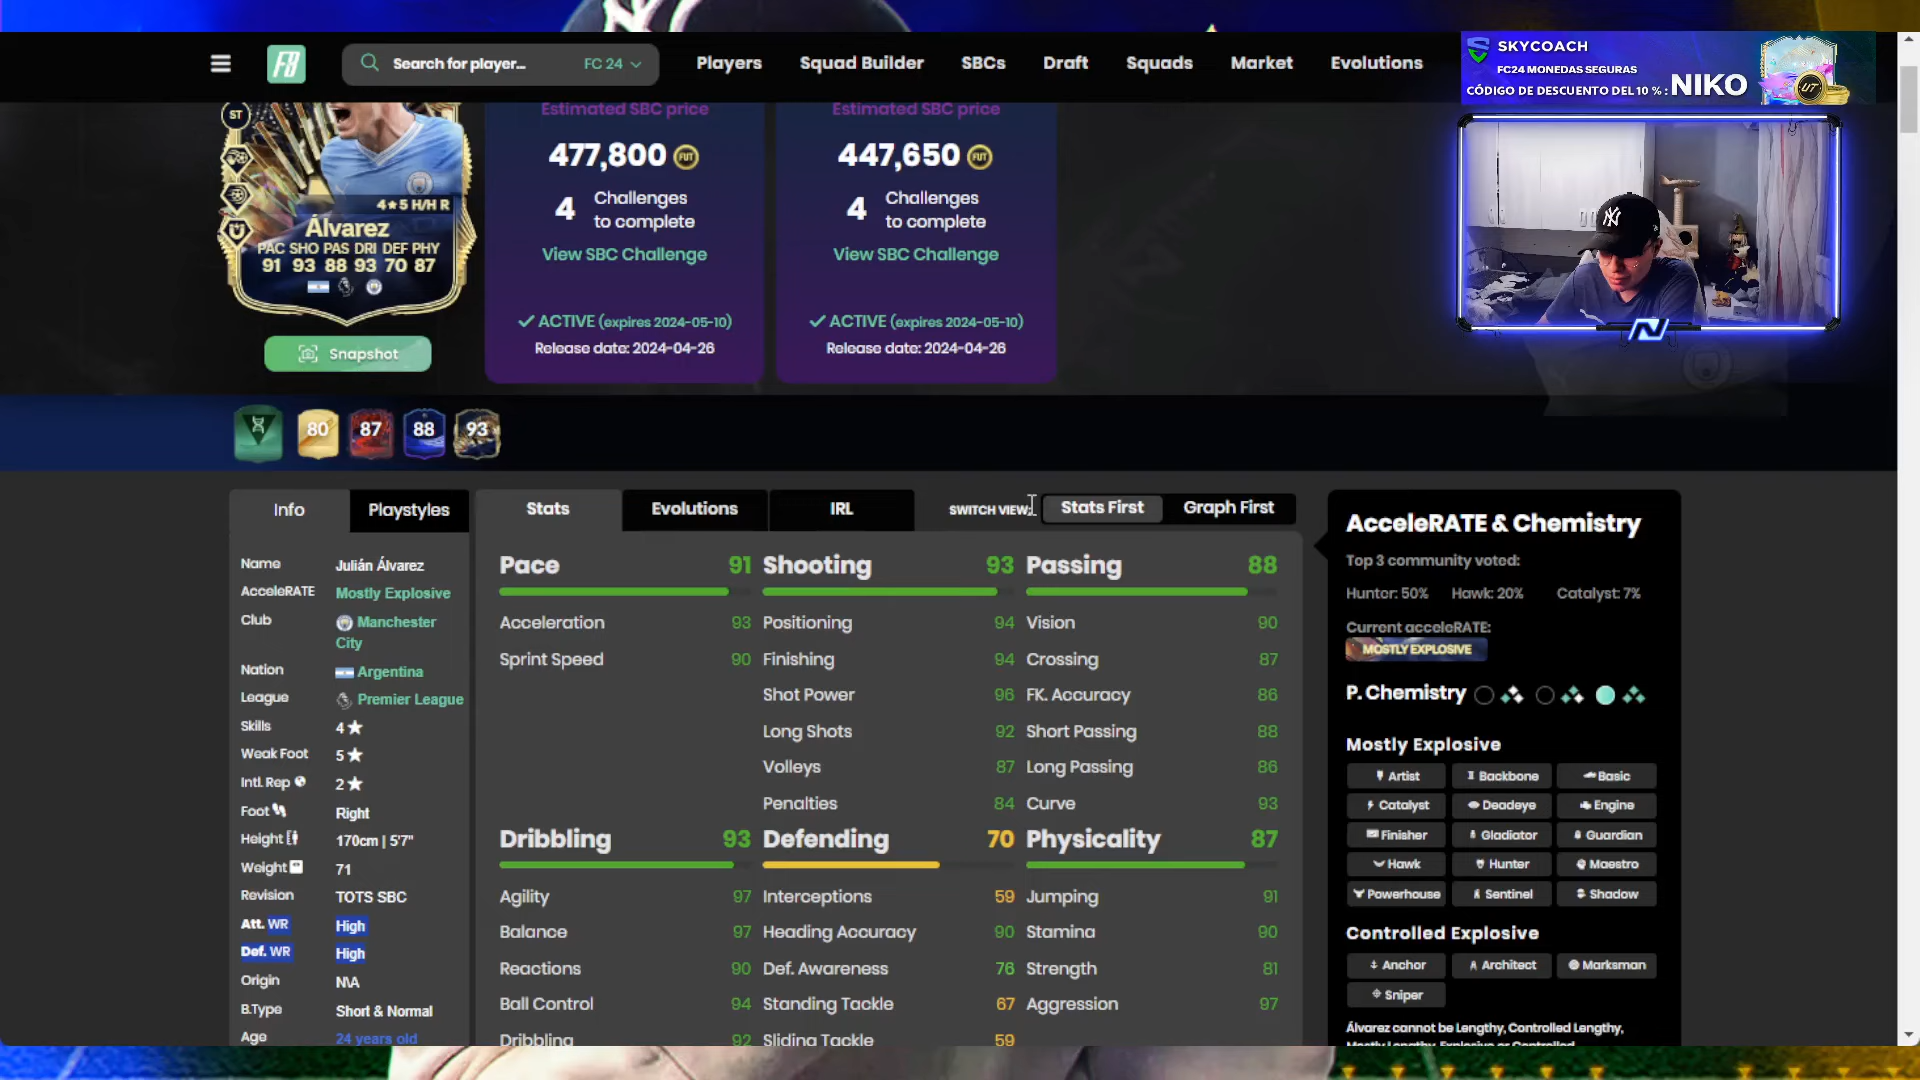 Search for player...
FC 24
Players
Squad Builder
SBCs
Draft
Squads
Market
Evolutions
SKYCOACH
FC24 MONEDAS SEGURAS
CÓDIGO DE DESCUENTO DEL 10 % : NIKO
UT
NY
ST
4★5 H/H R
Álvarez
PAC SHO PAS DRI DEF PHY
91 93 88 93 70 87
Snapshot
Estimated SBC price
477,800
4 Challenges
to complete
View SBC Challenge
ACTIVE (expires 2024-05-10)
Release date: 2024-04-26
Estimated SBC price
447,650
4 Challenges
to complete
View SBC Challenge
ACTIVE (expires 2024-05-10)
Release date: 2024-04-26
80 87 88 93
Info
Playstyles
Name Julián Álvarez
AcceleRATE Mostly Explosive
Club Manchester
City
Nation Argentina
League Premier League
Skills 4★
Weak Foot 5★
Intl. Rep 2★
Foot Right
Height 170cm | 5'7"
Weight 71
Revision TOTS SBC
Att. WR High
Def. WR High
Origin N\A
B.Type Short & Normal
Age 24 years old
Stats
Evolutions
IRL
SWITCH VIEW:
Stats First
Graph First
Pace 91
Acceleration 93
Sprint Speed 90
Shooting 93
Positioning 94
Finishing 94
Shot Power 96
Long Shots 92
Volleys 87
Penalties 84
Passing 88
Vision 90
Crossing 87
FK. Accuracy 86
Short Passing 88
Long Passing 86
Curve 93
Dribbling 93
Agility 97
Balance 97
Reactions 90
Ball Control 94
Dribbling 92
Defending 70
Interceptions 59
Heading Accuracy 90
Def. Awareness 76
Standing Tackle 67
Sliding Tackle 59
Physicality 87
Jumping 91
Stamina 90
Strength 81
Aggression 97
AcceleRATE & Chemistry
Top 3 community voted:
Hunter: 50% Hawk: 20% Catalyst: 7%
Current acceleRATE:
MOSTLY EXPLOSIVE
P. Chemistry
Mostly Explosive
Artist Backbone Basic
Catalyst Deadeye Engine
Finisher Gladiator Guardian
Hawk Hunter Maestro
Powerhouse Sentinel Shadow
Controlled Explosive
Anchor Architect Marksman
Sniper
Álvarez cannot be Lengthy, Controlled Lengthy,
Mostly Lengthy, Explosive or Controlled